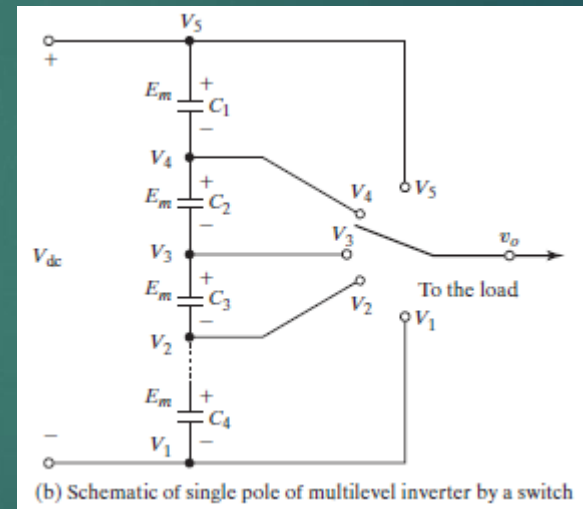 V5
+
Em + C1
−
V4
V4 V5
+
Em C2
−
V3 vo
Vdc V3
+
Em C3 To the load
−
V2 V2 V1
Em + C4
−
− V1
(b) Schematic of single pole of multilevel inverter by a switch